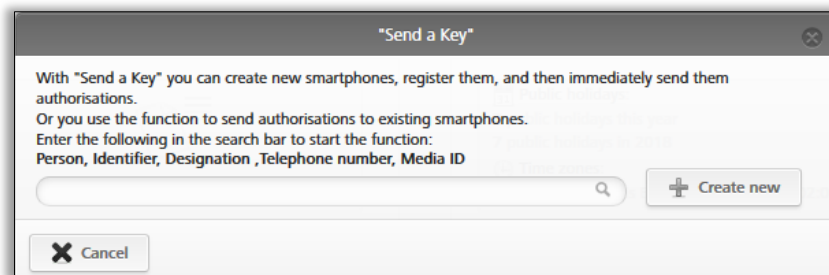 "Send a Key"
With "Send a Key" you can create new smartphones, register them, and then immediately send them
authorisations.
Or you use the function to send authorisations to existing smartphones.
Enter the following in the search bar to start the function:
Person, Identifier, Designation ,Telephone number, Media ID
Create new
Cancel